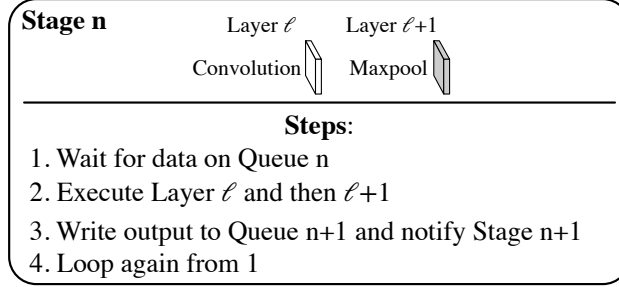 Stage n
Layer ℓ Layer ℓ+1
Convolution Maxpool
Steps:
1. Wait for data on Queue n
2. Execute Layer ℓ and then ℓ+1
3. Write output to Queue n+1 and notify Stage n+1
4. Loop again from 1